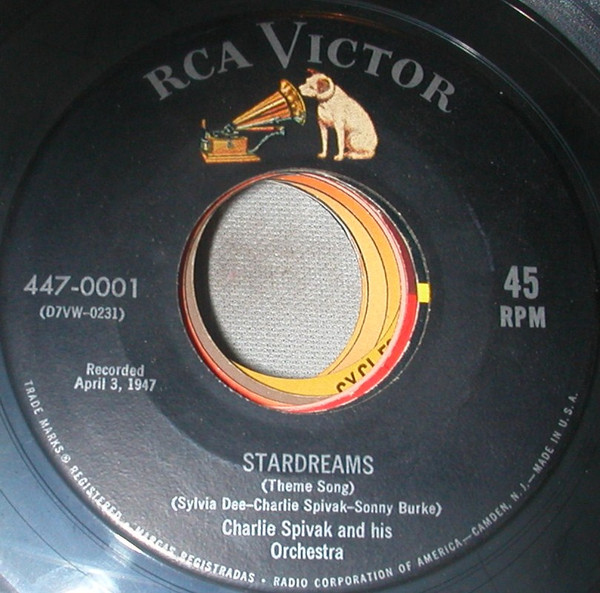 RCA VICTOR
447-0001
(D7VW-0231)
45
RPM
Recorded
April 3, 1947
CYCLE
STARDREAMS
(Theme Song)
(Sylvia Dee-Charlie Spivak-Sonny Burke)
Charlie Spivak and his
Orchestra
TRADE MARKS ® REGISTERED • MARCAS REGISTRADAS • RADIO CORPORATION OF AMERICA—CAMDEN, N.J.—MADE IN U.S.A.